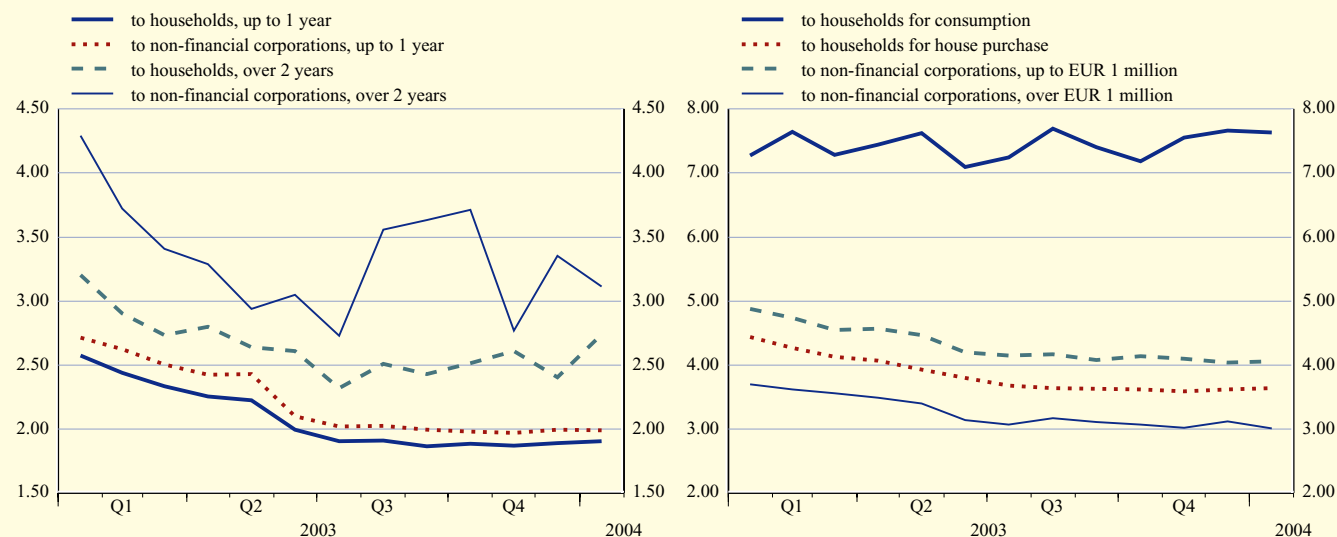 to households, up to 1 year
to non-financial corporations, up to 1 year
to households, over 2 years
to non-financial corporations, over 2 years
4.50 4.50
4.00 4.00
3.50 3.50
3.00 3.00
2.50 2.50
2.00 2.00
1.50 1.50
Q1 Q2 Q3 Q4
2003 2004
to households for consumption
to households for house purchase
to non-financial corporations, up to EUR 1 million
to non-financial corporations, over EUR 1 million
8.00 8.00
7.00 7.00
6.00 6.00
5.00 5.00
4.00 4.00
3.00 3.00
2.00 2.00
Q1 Q2 Q3 Q4
2003 2004